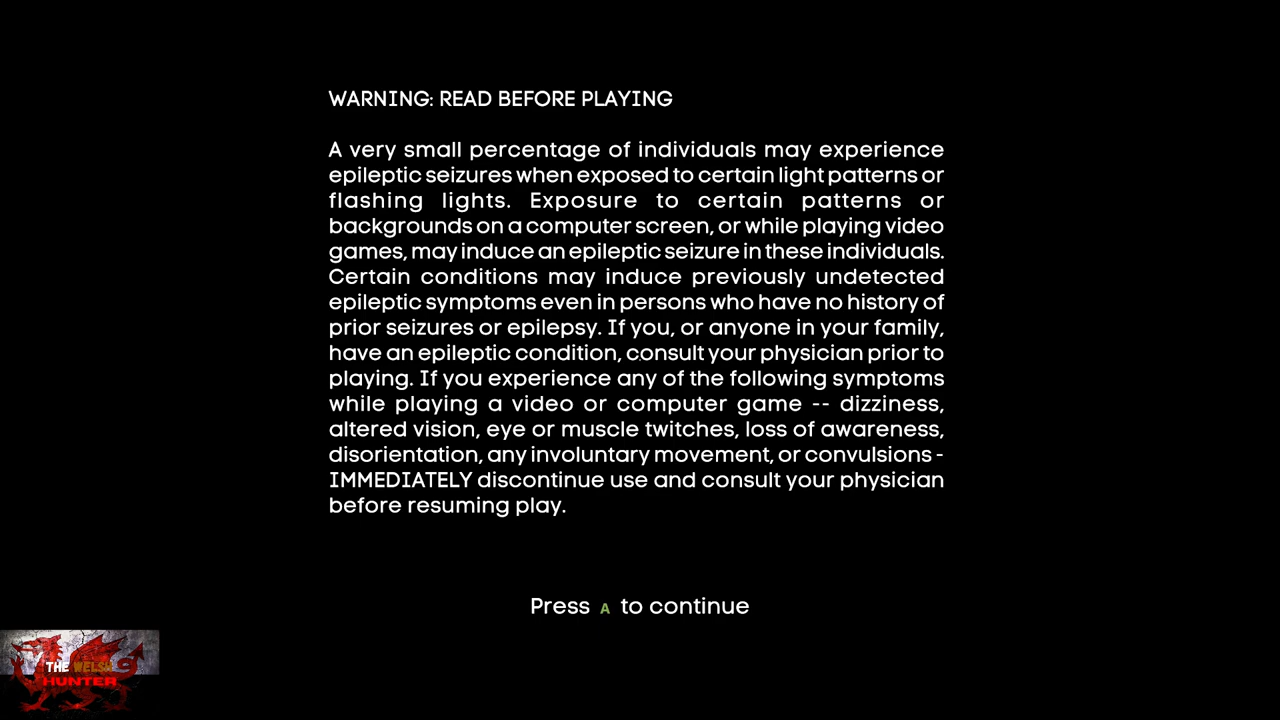 WARNING: READ BEFORE PLAYING
A very small percentage of individuals may experience
epileptic seizures when exposed to certain light patterns or
flashing lights. Exposure to certain patterns or
backgrounds on a computer screen, or while playing video
games, may induce an epileptic seizure in these individuals.
Certain conditions may induce previously undetected
epileptic symptoms even in persons who have no history of
prior seizures or epilepsy. If you, or anyone in your family,
have an epileptic condition, consult your physician prior to
playing. If you experience any of the following symptoms
while playing a video or computer game -- dizziness,
altered vision, eye or muscle twitches, loss of awareness,
disorientation, any involuntary movement, or convulsions -
IMMEDIATELY discontinue use and consult your physician
before resuming play.
Press A to continue
THE WELSH
HUNTER